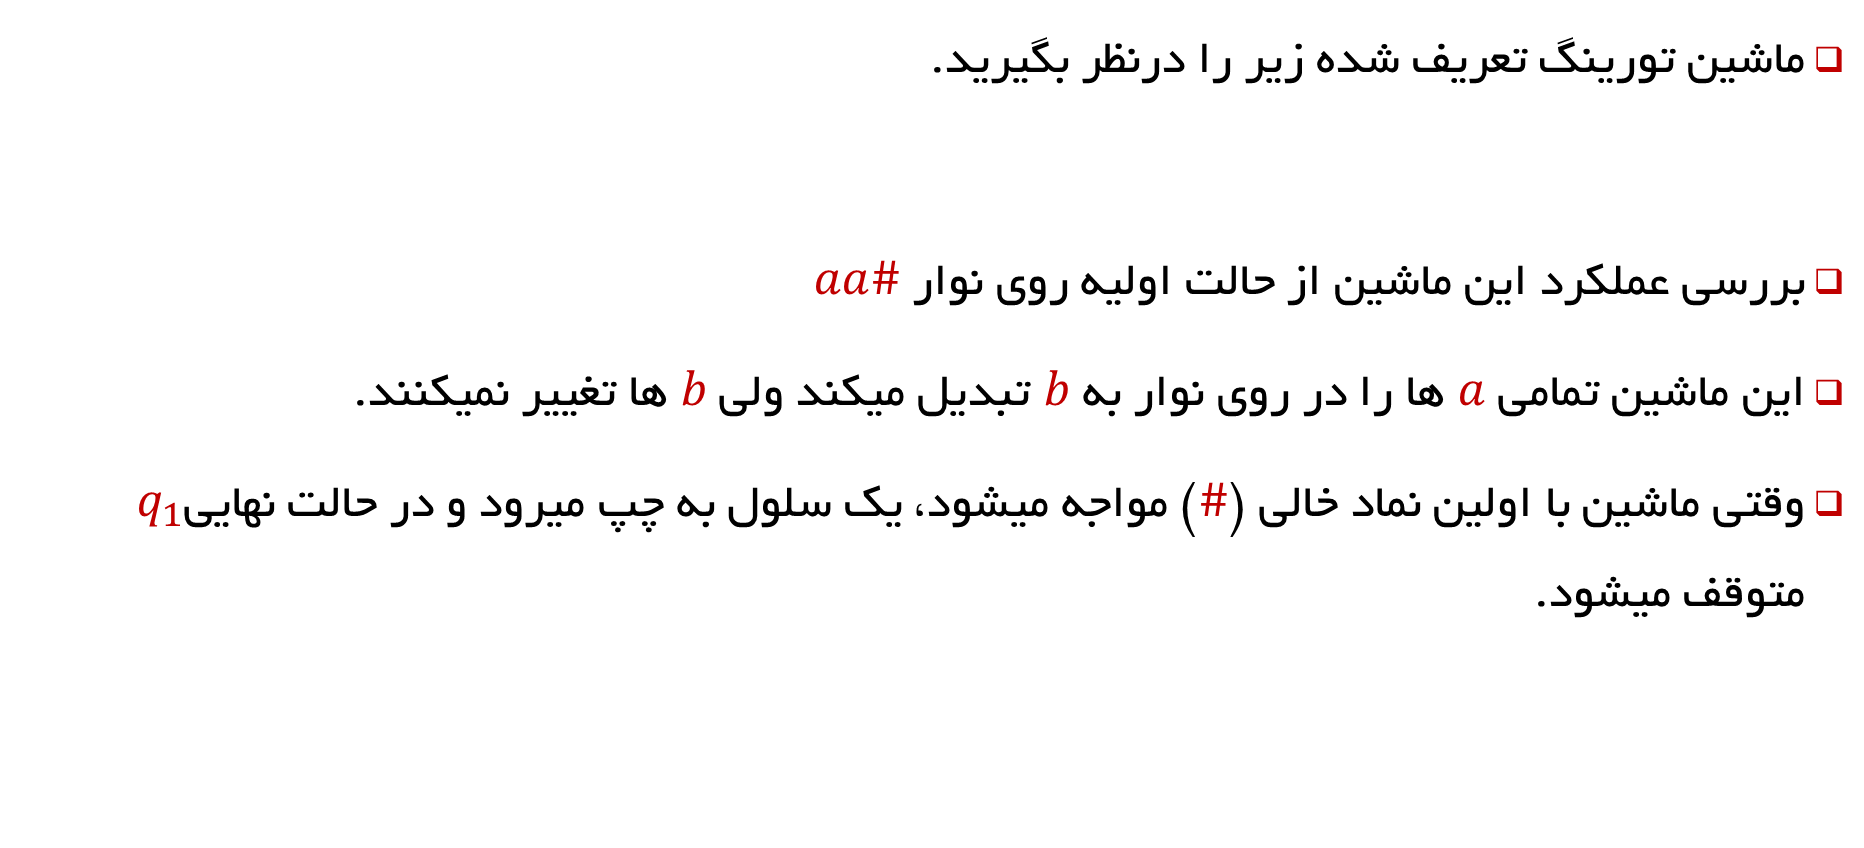 ❑ ماشین تورینگ تعریف شده زیر را درنظر بگیرید.
❑ بررسی عملکرد این ماشین از حالت اولیه روی نوار aa#
❑ این ماشین تمامی a ها را در روی نوار به b تبدیل میکند ولی b ها تغییر نمیکنند.
❑ وقتی ماشین با اولین نماد خالی (#) مواجه میشود، یک سلول به چپ میرود و در حالت نهایی q₁
متوقف میشود.